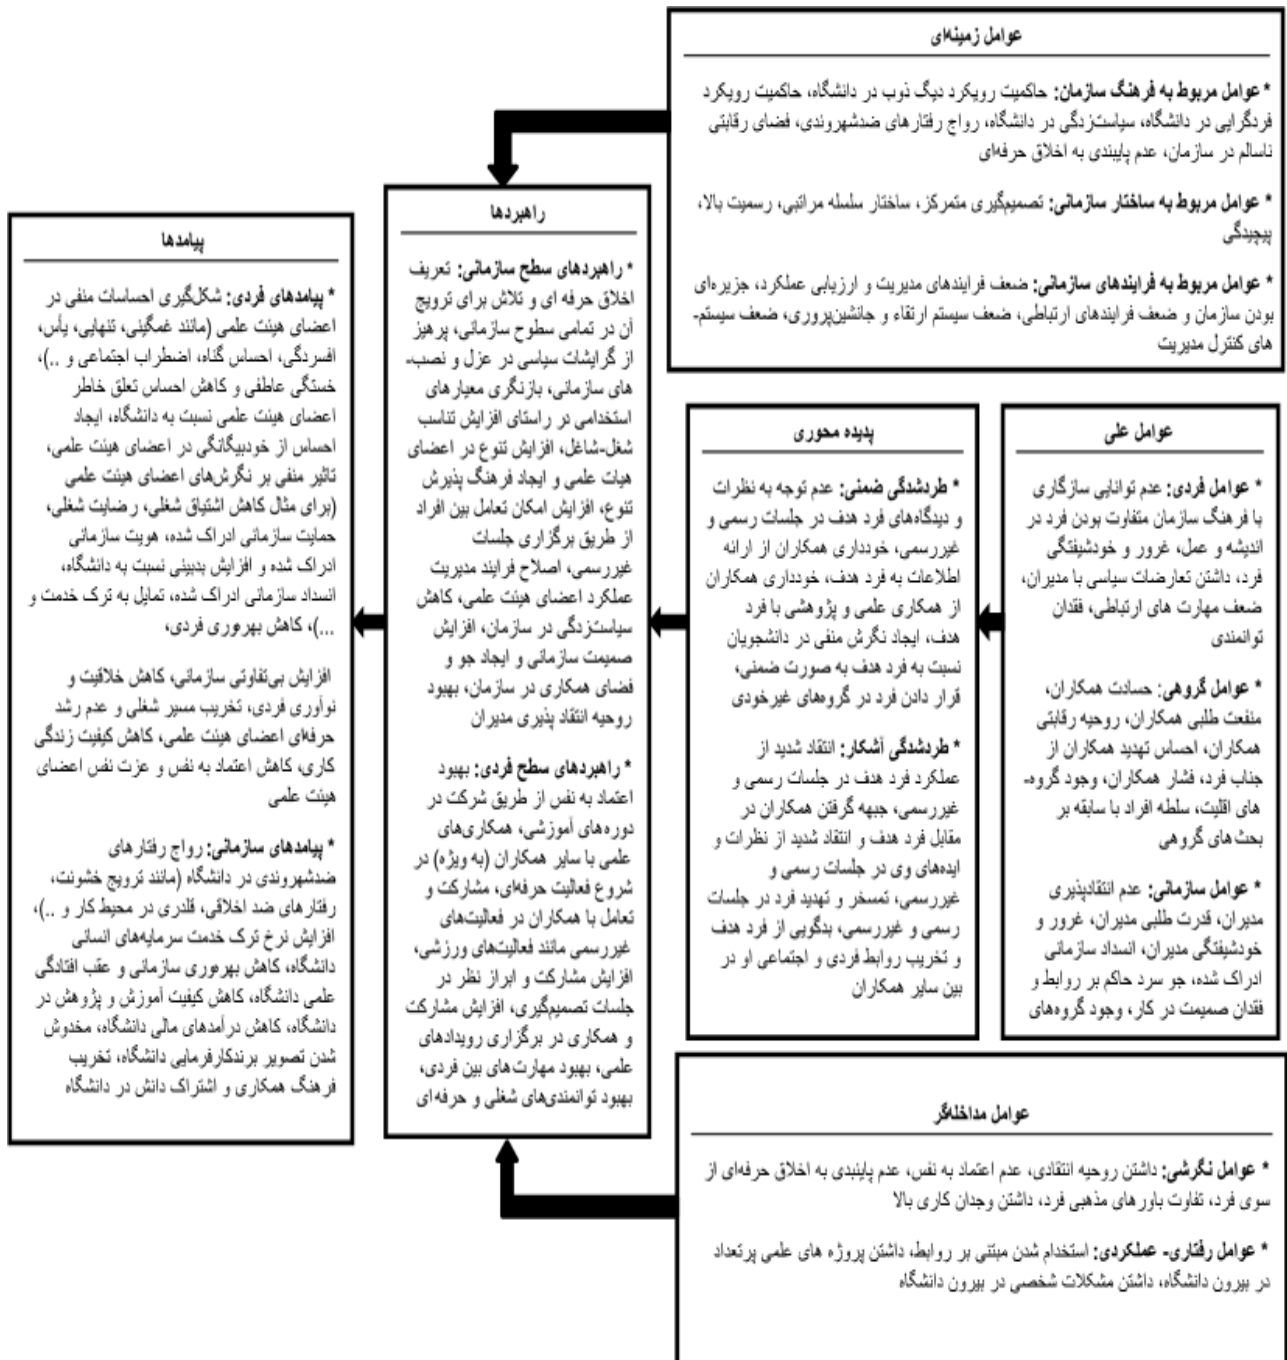 عوامل زمینه‌ای
* عوامل مربوط به فرهنگ سازمان: حاکمیت رویکرد دیگ ذوب در دانشگاه، حاکمیت رویکرد
فردگرایی در دانشگاه، سیاست‌زدگی در دانشگاه، رواج رفتارهای ضدشهروندی، فضای رقابتی
ناسالم در سازمان، عدم پایبندی به اخلاق حرفه‌ای
* عوامل مربوط به ساختار سازمانی: تصمیم‌گیری متمرکز، ساختار سلسله مراتبی، رسمیت بالا،
پیچیدگی
* عوامل مربوط به فرایندهای سازمانی: ضعف فرایندهای مدیریت و ارزیابی عملکرد، جزیره‌ای
بودن سازمان و ضعف فرایندهای ارتباطی، ضعف سیستم ارتقاء و جانشین‌پروری، ضعف سیستم-
های کنترل مدیریت
عوامل علی
* عوامل فردی: عدم توانایی سازگاری
با فرهنگ سازمان متفاوت بودن فرد در
اندیشه و عمل، غرور و خودشیفتگی
فرد، داشتن تعارضات سیاسی با مدیران،
ضعف مهارت های ارتباطی، فقدان
توانمندی
* عوامل گروهی: حسادت همکاران،
منفعت طلبی همکاران، روحیه رقابتی
همکاران، احساس تهدید همکاران از
جناب فرد، فشار همکاران، وجود گروه-
های اقلیت، سلطه افراد با سابقه بر
بحث های گروهی
* عوامل سازمانی: عدم انتقادپذیری
مدیران، قدرت طلبی مدیران، غرور و
خودشیفتگی مدیران، انسداد سازمانی
ادراک شده، جو سرد حاکم بر روابط و
فقدان صمیمت در کار، وجود گروه‌های
پدیده محوری
* طردشدگی ضمنی: عدم توجه به نظرات
و دیدگاه‌های فرد هدف در جلسات رسمی و
غیررسمی، خودداری همکاران از ارائه
اطلاعات به فرد هدف، خودداری همکاران
از همکاری علمی و پژوهشی با فرد
هدف، ایجاد نگرش منفی در دانشجویان
نسبت به فرد هدف به صورت ضمنی،
قرار دادن فرد در گروه‌های غیرخودی
* طردشدگی آشکار: انتقاد شدید از
عملکرد فرد هدف در جلسات رسمی و
غیررسمی، جبهه گرفتن همکاران در
مقابل فرد هدف و انتقاد شدید از نظرات و
ایده‌های وی در جلسات رسمی و
غیررسمی، تمسخر و تهدید فرد در جلسات
رسمی و غیررسمی، بدگویی از فرد هدف
و تخریب روابط فردی و اجتماعی او در
بین سایر همکاران
راهبردها
* راهبردهای سطح سازمانی: تعریف
اخلاق حرفه ای و تلاش برای ترویج
آن در تمامی سطوح سازمانی، پرهیز
از گرایشات سیاسی در عزل و نصب-
های سازمانی، بازنگری معیارهای
استخدامی در راستای افزایش تناسب
شغل-شاغل، افزایش تنوع در اعضای
هیات علمی و ایجاد فرهنگ پذیرش
تنوع، افزایش امکان تعامل بین افراد
از طریق برگزاری جلسات
غیررسمی، اصلاح فرایند مدیریت
عملکرد اعضای هیئت علمی، کاهش
سیاست‌زدگی در سازمان، افزایش
صمیمت سازمانی و ایجاد جو و
فضای همکاری در سازمان، بهبود
روحیه انتقاد پذیری مدیران
* راهبردهای سطح فردی: بهبود
اعتماد به نفس از طریق شرکت در
دوره‌های آموزشی، همکاری‌های
علمی با سایر همکاران (به ویژه) در
شروع فعالیت حرفه‌ای، مشارکت و
تعامل با همکاران در فعالیت‌های
غیررسمی مانند فعالیت‌های ورزشی،
افزایش مشارکت و ابراز نظر در
جلسات تصمیم‌گیری، افزایش مشارکت
و همکاری در برگزاری رویدادهای
علمی، بهبود مهارت‌های بین فردی،
بهبود توانمندی‌های شغلی و حرفه‌ای
پیامدها
* پیامدهای فردی: شکل‌گیری احساسات منفی در
اعضای هیئت علمی (مانند غمگینی، تنهایی، یأس،
افسردگی، احساس گناه، اضطراب اجتماعی و ..)،
خستگی عاطفی و کاهش احساس تعلق خاطر
اعضای هیئت علمی نسبت به دانشگاه، ایجاد
احساس از خودبیگانگی در اعضای هیئت علمی،
تاثیر منفی بر نگرش‌های اعضای هیئت علمی
(برای مثال کاهش اشتیاق شغلی، رضایت شغلی،
حمایت سازمانی ادراک شده، هویت سازمانی
ادراک شده و افزایش بدبینی نسبت به دانشگاه،
انسداد سازمانی ادراک شده، تمایل به ترک خدمت و
...)، کاهش بهره‌وری فردی،
افزایش بی‌تفاوتی سازمانی، کاهش خلاقیت و
نوآوری فردی، تخریب مسیر شغلی و عدم رشد
حرفه‌ای اعضای هیئت علمی، کاهش کیفیت زندگی
کاری، کاهش اعتماد به نفس و عزت نفس اعضای
هیئت علمی
* پیامدهای سازمانی: رواج رفتارهای
ضدشهروندی در دانشگاه (مانند ترویج خشونت،
رفتارهای ضد اخلاقی، قلدری در محیط کار و ..)،
افزایش نرخ ترک خدمت سرمایه‌های انسانی
دانشگاه، کاهش بهره‌وری سازمانی و عقب افتادگی
علمی دانشگاه، کاهش کیفیت آموزش و پژوهش در
دانشگاه، کاهش درآمدهای مالی دانشگاه، مخدوش
شدن تصویر برندکارفرمایی دانشگاه، تخریب
فرهنگ همکاری و اشتراک دانش در دانشگاه
عوامل مداخله‌گر
* عوامل نگرشی: داشتن روحیه انتقادی، عدم اعتماد به نفس، عدم پاینبدی به اخلاق حرفه‌ای از
سوی فرد، تفاوت باورهای مذهبی فرد، داشتن وجدان کاری بالا
* عوامل رفتاری- عملکردی: استخدام شدن مبتنی بر روابط، داشتن پروژه های علمی پرتعداد
در بیرون دانشگاه، داشتن مشکلات شخصی در بیرون دانشگاه